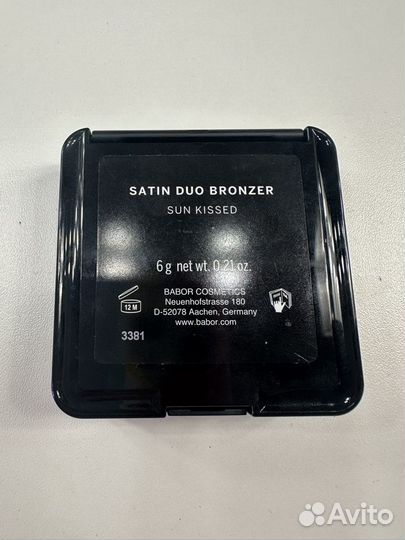 SATIN DUO BRONZER
SUN KISSED
6 g net wt. 0.21 oz.
BABOR COSMETICS
Neuenhofstrasse 180
D-52078 Aachen, Germany
www.babor.com
12 M
3381
Avito